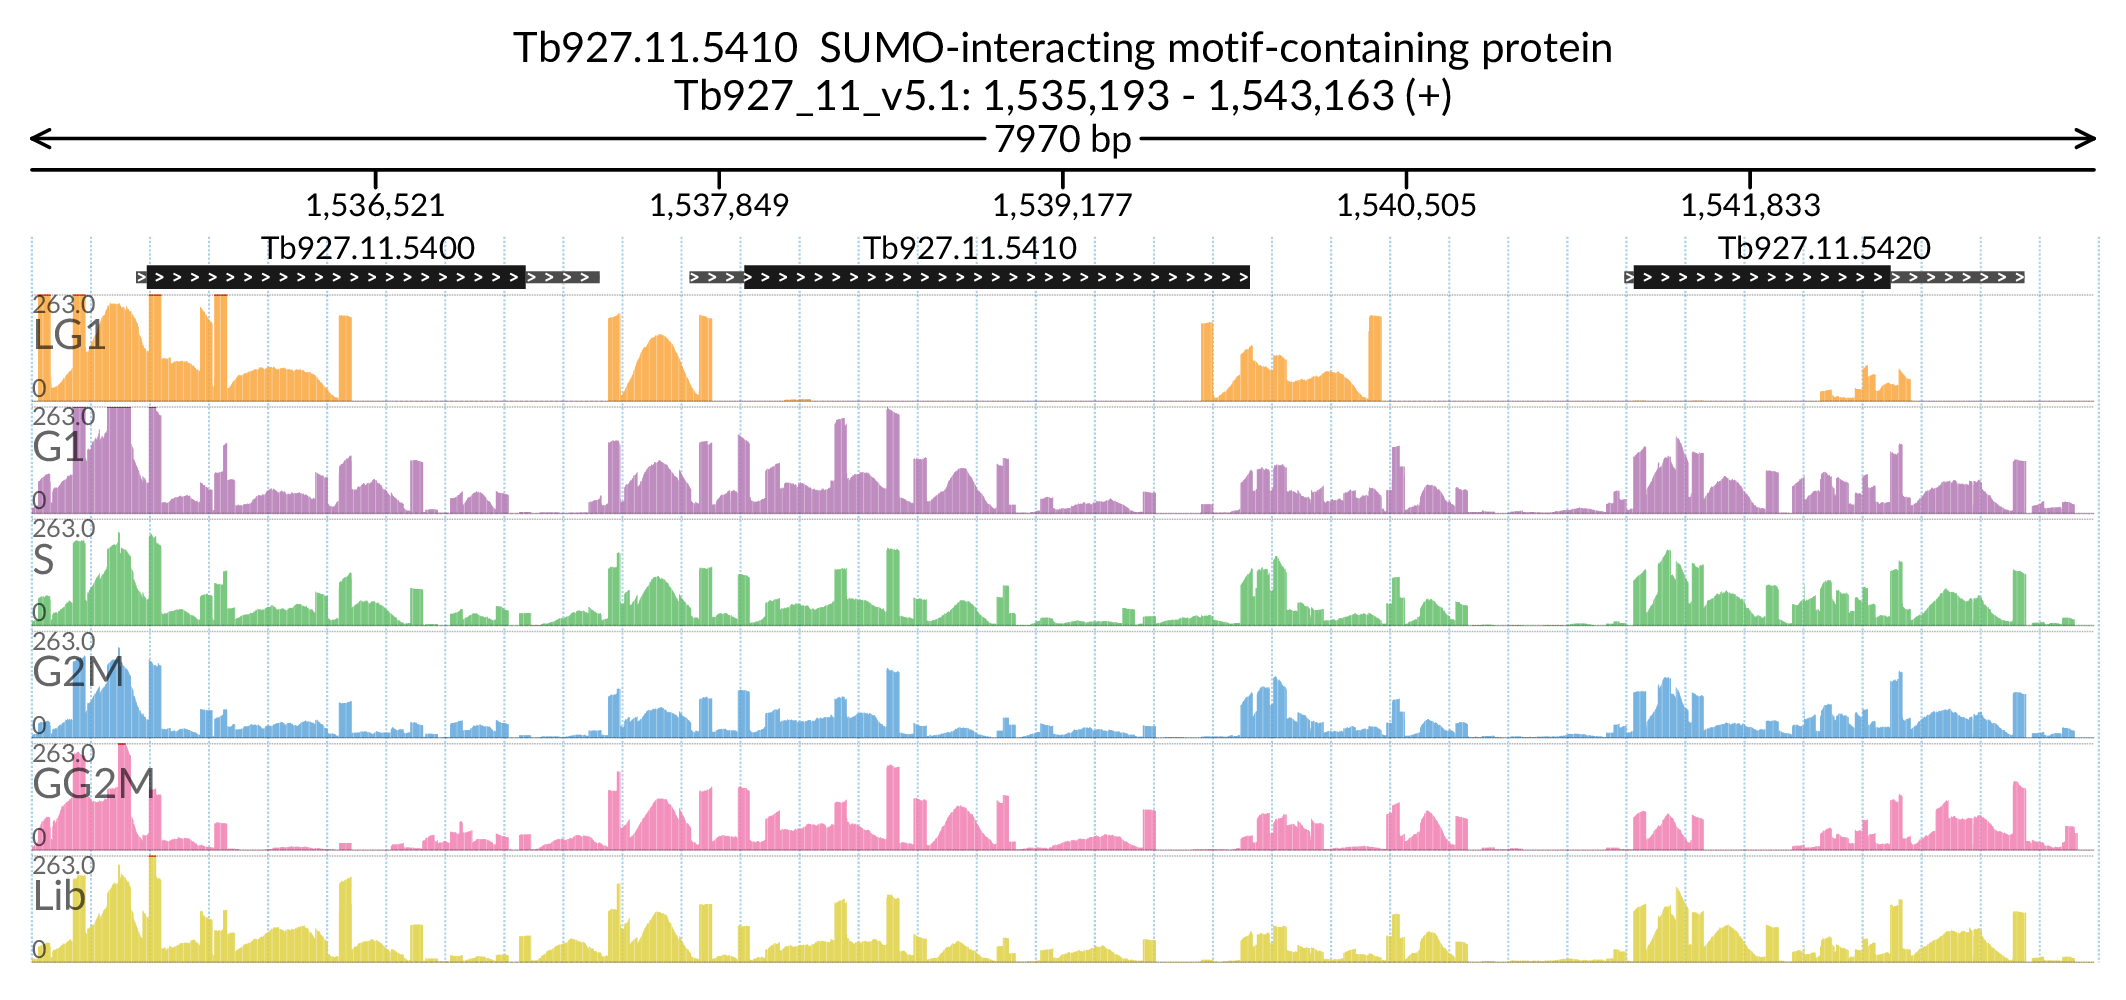 Tb927.11.5410 SUMO-interacting motif-containing protein
Tb927_11_v5.1: 1,535,193 - 1,543,163 (+)
7970 bp
1,536,521 1,537,849 1,539,177 1,540,505 1,541,833
Tb927.11.5400 Tb927.11.5410 Tb927.11.5420
263.0
LG1
0
263.0
G1
0
263.0
S
0
263.0
G2M
0
263.0
GG2M
0
263.0
Lib
0